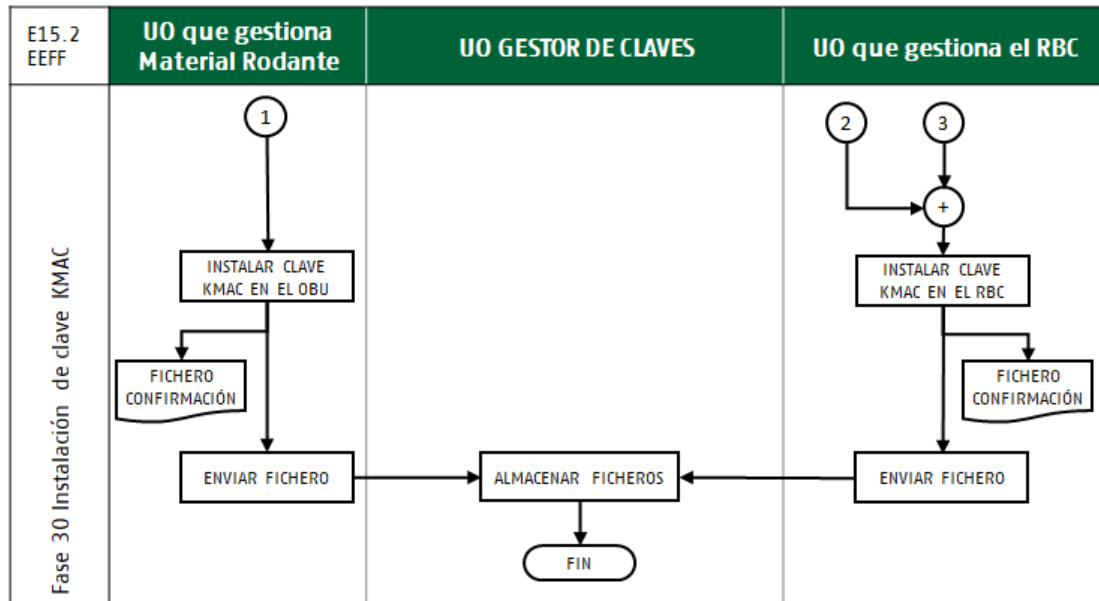 E15.2
EEFF
UO que gestiona
Material Rodante
UO GESTOR DE CLAVES
UO que gestiona el RBC
Fase 30 Instalación de clave KMAC
1
2
3
+
INSTALAR CLAVE
KMAC EN EL OBU
INSTALAR CLAVE
KMAC EN EL RBC
FICHERO
CONFIRMACIÓN
FICHERO
CONFIRMACIÓN
ENVIAR FICHERO
ALMACENAR FICHEROS
ENVIAR FICHERO
FIN